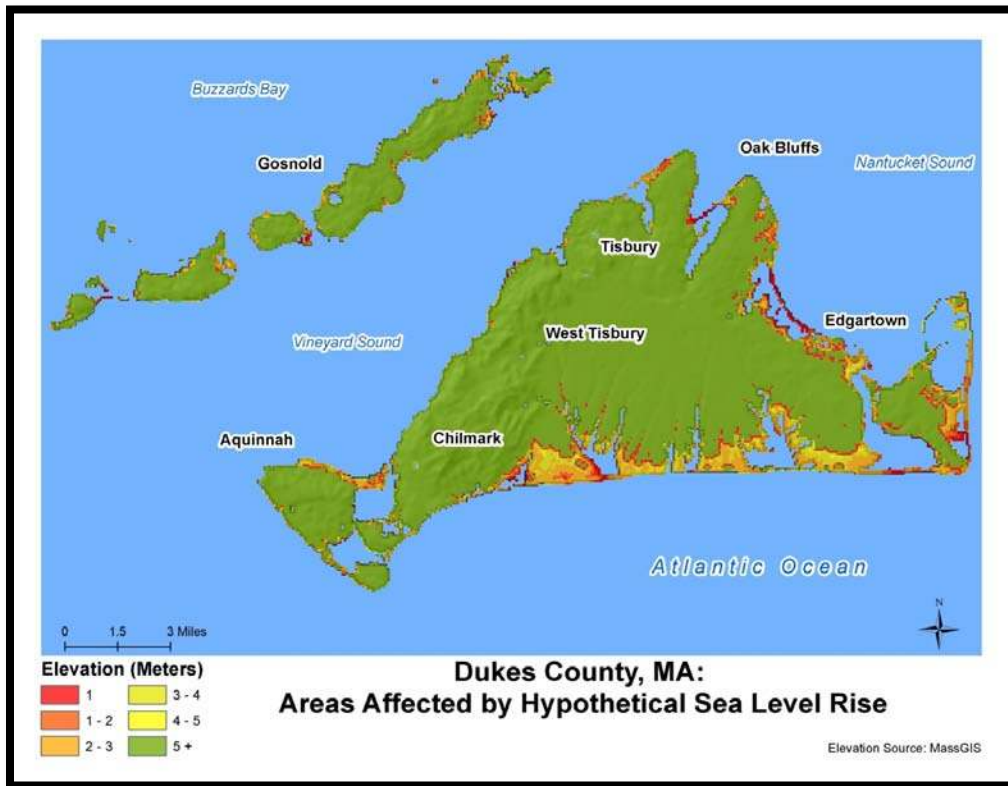 Buzzards Bay
Gosnold
Oak Bluffs
Nantucket Sound
Tisbury
Edgartown
West Tisbury
Vineyard Sound
Aquinnah
Chilmark
Atlantic Ocean
N
0 1.5 3 Miles
Elevation (Meters)
1
1 - 2
2 - 3
3 - 4
4 - 5
5 +
Dukes County, MA:
Areas Affected by Hypothetical Sea Level Rise
Elevation Source: MassGIS